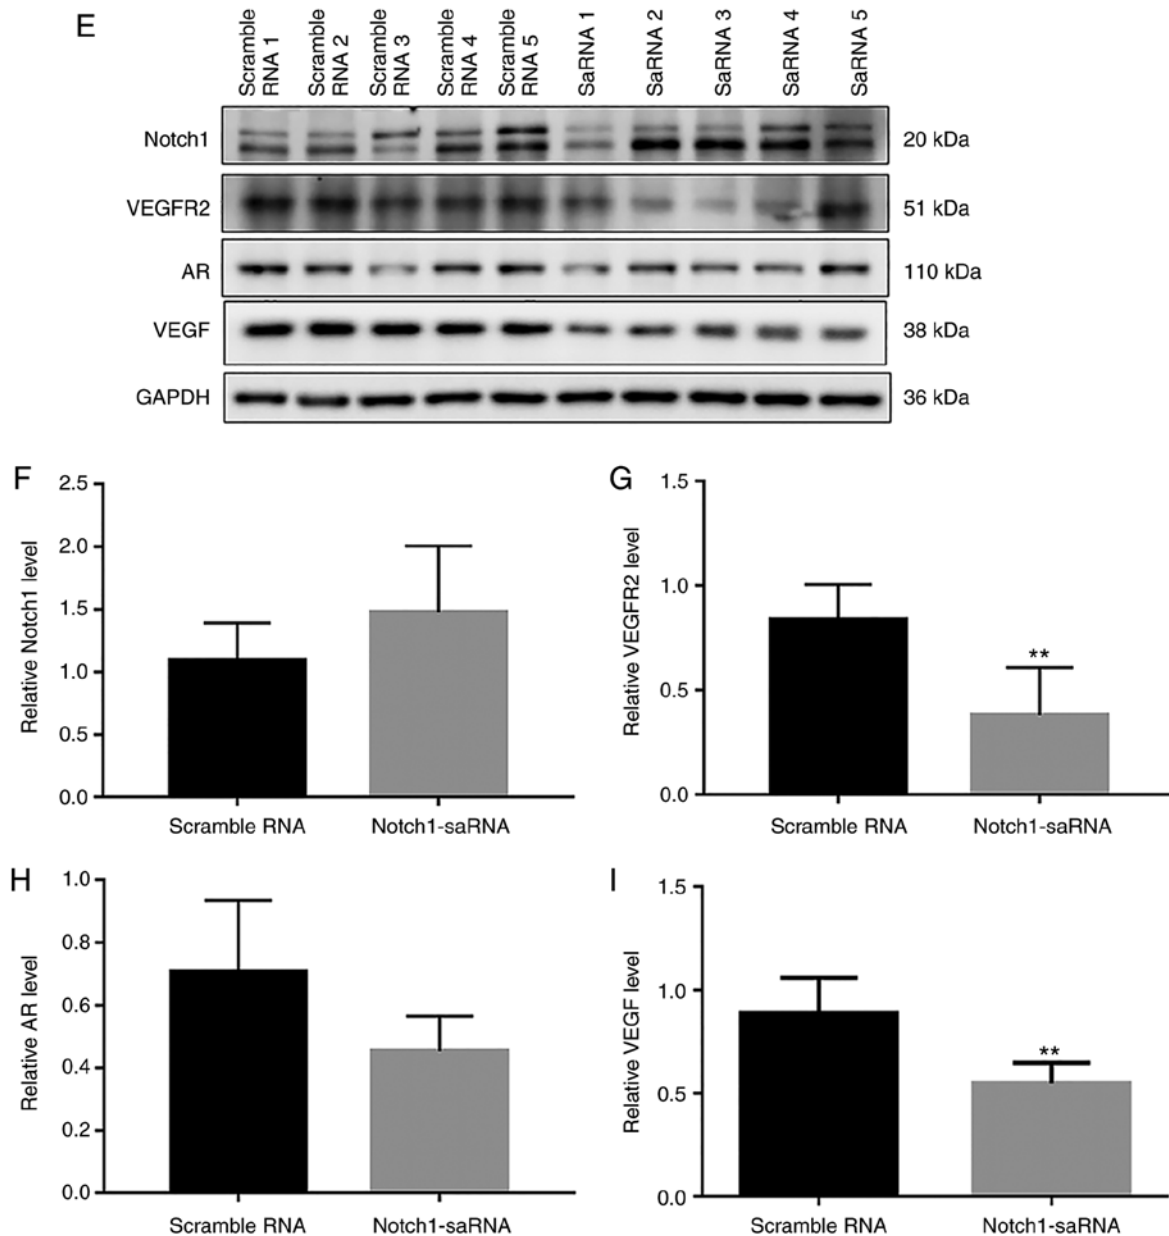 E
Scramble
RNA 1
Scramble
RNA 2
Scramble
RNA 3
Scramble
RNA 4
Scramble
RNA 5
SaRNA 1
SaRNA 2
SaRNA 3
SaRNA 4
SaRNA 5
Notch1 20 kDa
VEGFR2 51 kDa
AR 110 kDa
VEGF 38 kDa
GAPDH 36 kDa
F
Relative Notch1 level
2.5
2.0
1.5
1.0
0.5
0.0
Scramble RNA Notch1-saRNA
G
Relative VEGFR2 level
1.5
1.0
0.5
0.0
**
Scramble RNA Notch1-saRNA
H
Relative AR level
1.0
0.8
0.6
0.4
0.2
0.0
Scramble RNA Notch1-saRNA
I
Relative VEGF level
1.5
1.0
0.5
0.0
**
Scramble RNA Notch1-saRNA